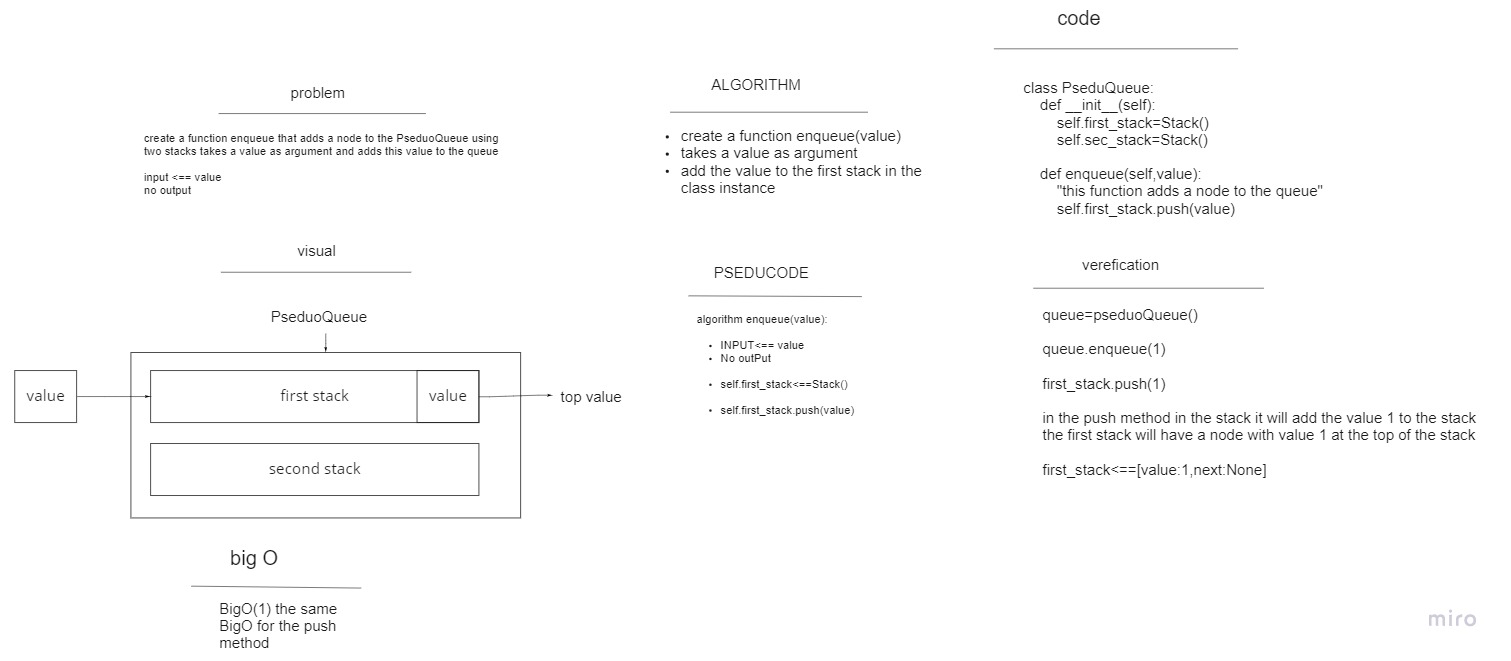 problem
create a function enqueue that adds a node to the PseduoQueue using
two stacks takes a value as argument and adds this value to the queue
input <== value
no output
visual
PseduoQueue
value
first stack
value
top value
second stack
big O
BigO(1) the same
BigO for the push
method
ALGORITHM
• create a function enqueue(value)
• takes a value as argument
• add the value to the first stack in the
class instance
PSEDUCODE
algorithm enqueue(value):
• INPUT<== value
• No outPut
• self.first_stack<==Stack()
• self.first_stack.push(value)
code
class PseduQueue:
def __init__(self):
self.first_stack=Stack()
self.sec_stack=Stack()
def enqueue(self,value):
"this function adds a node to the queue"
self.first_stack.push(value)
verefication
queue=pseduoQueue()
queue.enqueue(1)
first_stack.push(1)
in the push method in the stack it will add the value 1 to the stack
the first stack will have a node with value 1 at the top of the stack
first_stack<==[value:1,next:None]
miro